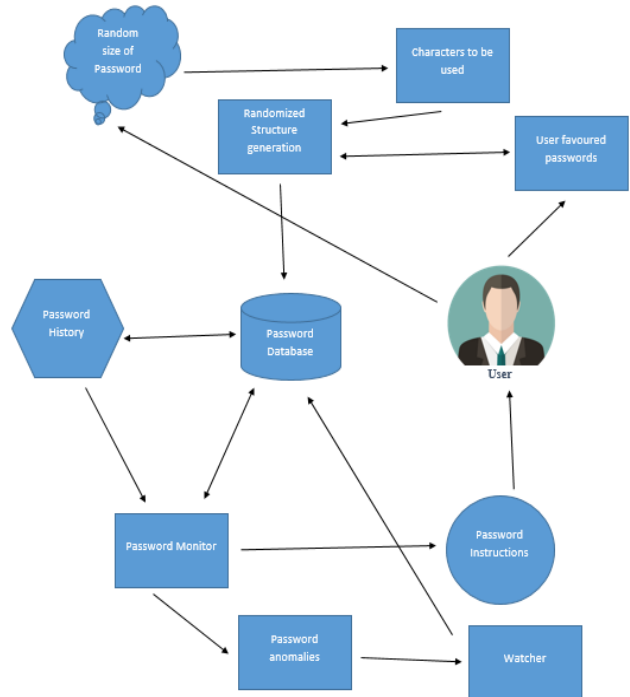 Random
size of
Password
Characters to be
used
Randomized
Structure
generation
User favoured
passwords
Password
History
Password
Database
User
Password Monitor
Password
Instructions
Password
anomalies
Watcher